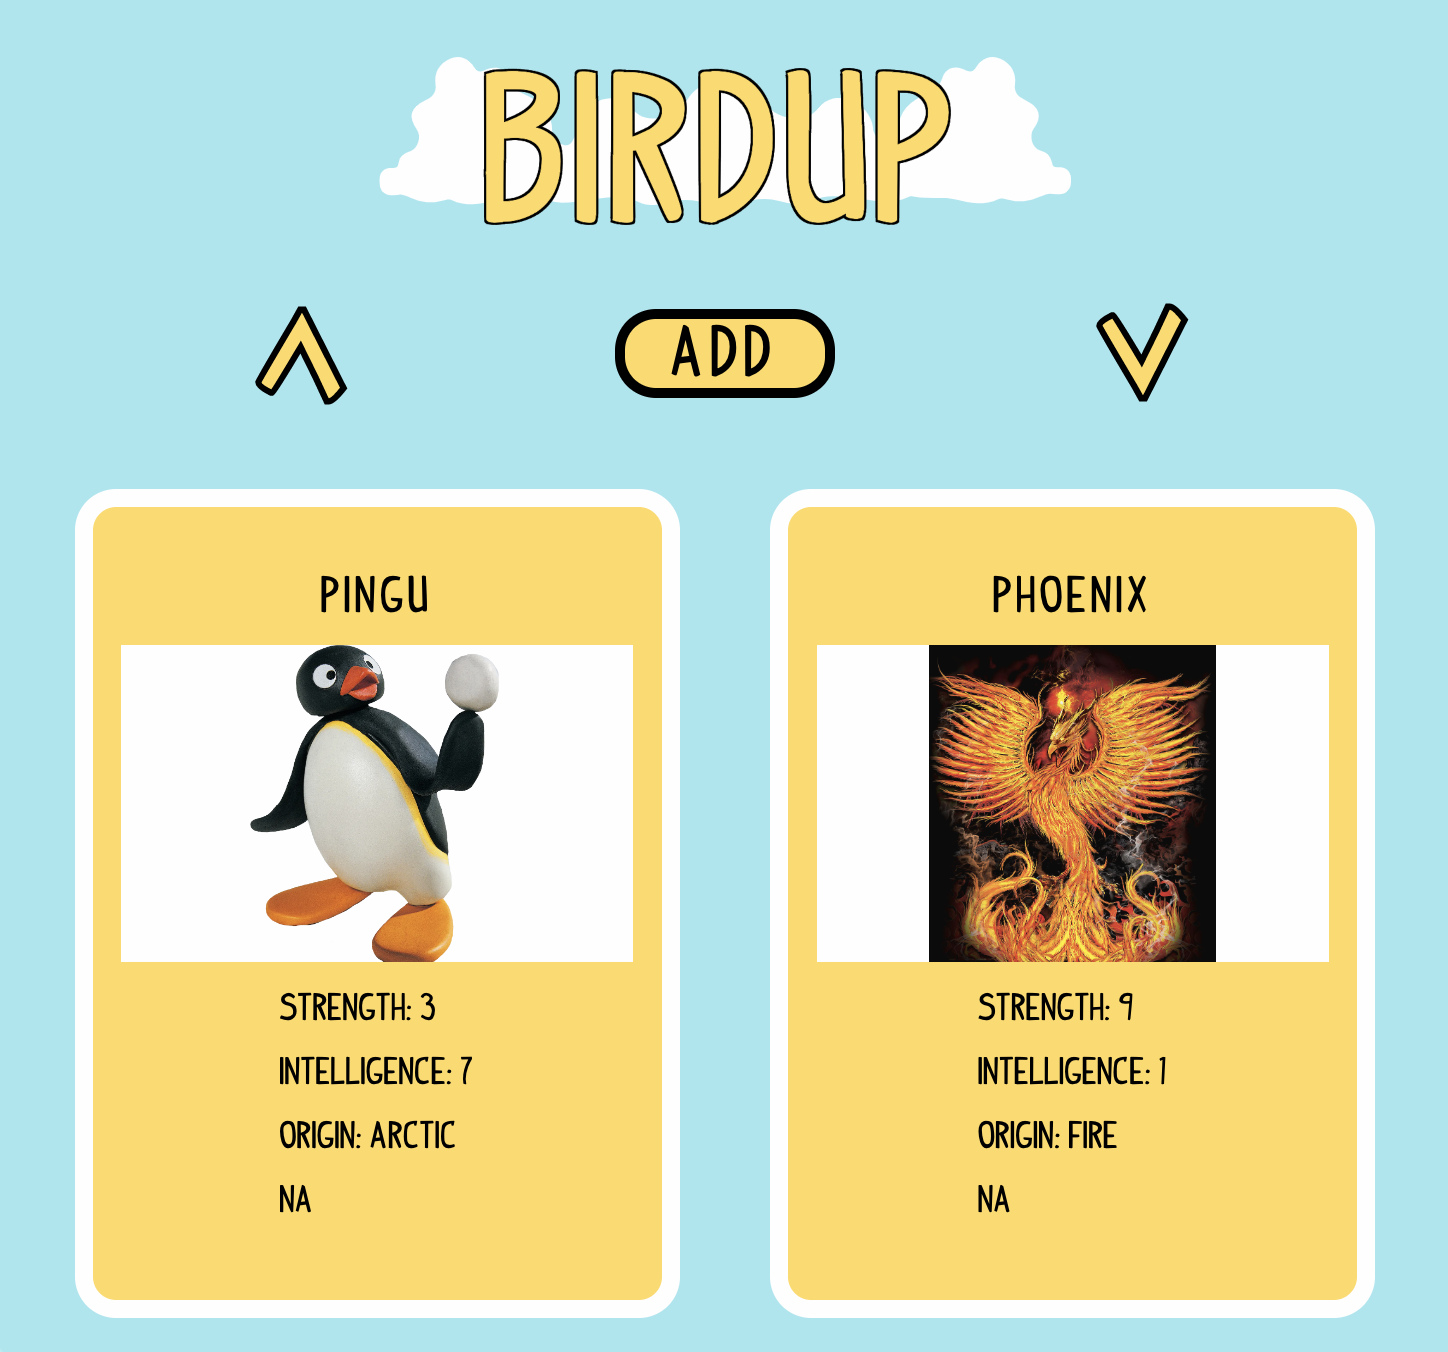 BIRDUP
ADD
PINGU
STRENGTH: 3
INTELLIGENCE: 7
ORIGIN: ARCTIC
NA
PHOENIX
STRENGTH: 9
INTELLIGENCE: 1
ORIGIN: FIRE
NA